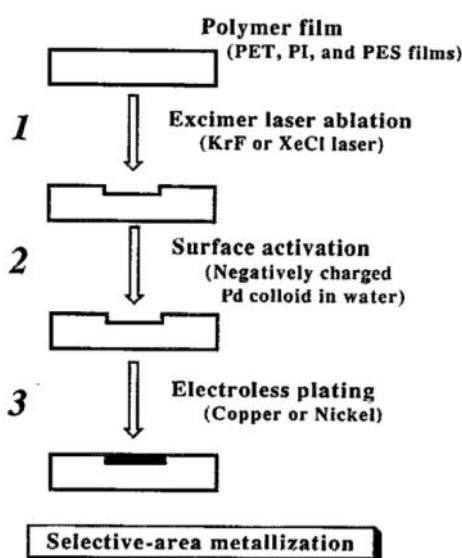 Polymer film
(PET, PI, and PES films)
1
Excimer laser ablation
(KrF or XeCl laser)
2
Surface activation
(Negatively charged
Pd colloid in water)
3
Electroless plating
(Copper or Nickel)
Selective-area metallization